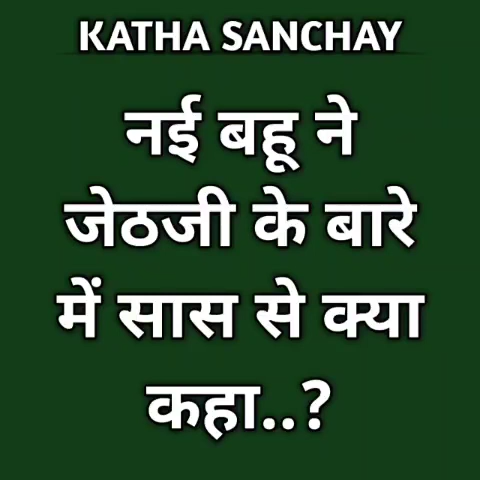 KATHA SANCHAY
नई बहू ने
जेठजी के बारे
में सास से क्या
कहा..?